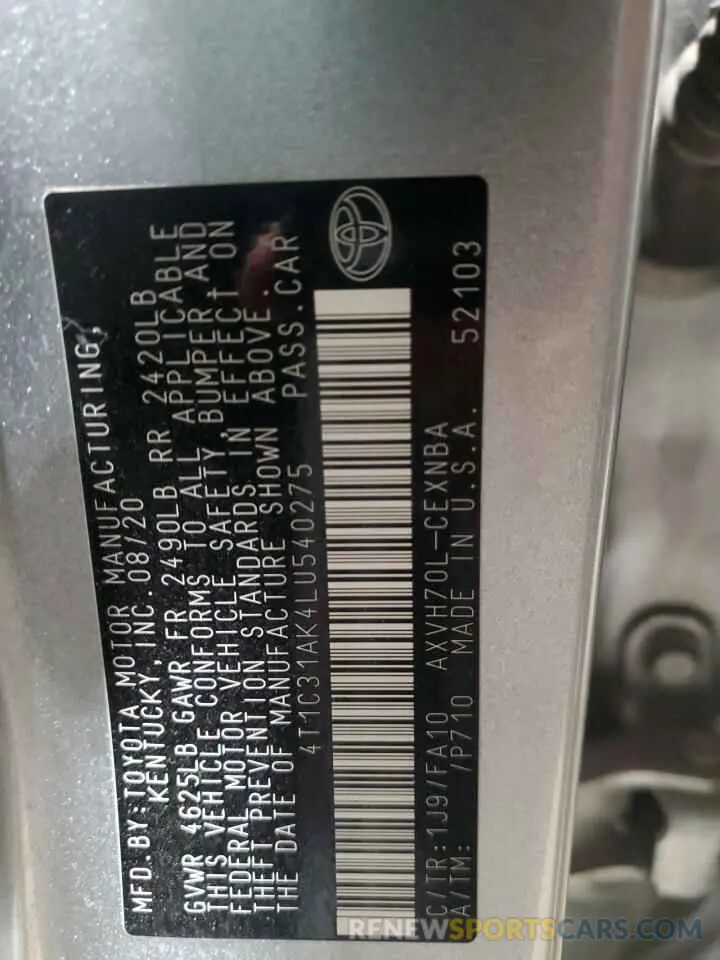 MFD. BY: TOYOTA MOTOR MANUFACTURING,
KENTUCKY, INC. 08/20
GVWR 4625LB GAWR FR 2490LB RR 2420LB
THIS VEHICLE CONFORMS TO ALL APPLICABLE
FEDERAL MOTOR VEHICLE SAFETY, BUMPER AND
THEFT PREVENTION STANDARDS IN EFFECT ON
THE DATE OF MANUFACTURE SHOWN ABOVE.
4T1C31AK4LU540275 PASS. CAR
C/TR: 1J9/FA10 AXVH70L-CEXNBA 52103
A/TM: /P710 MADE IN U.S.A.
RENEWSPORTSCARS.COM